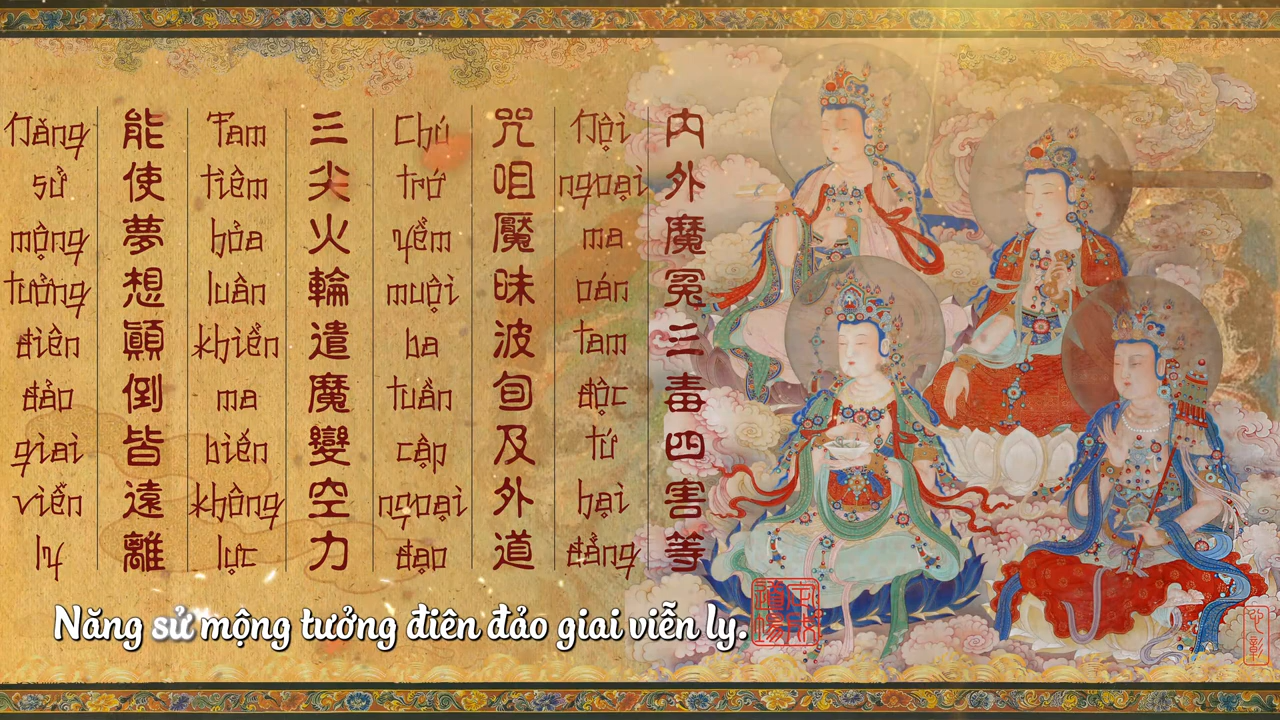 內外魔冤三毒四害等
Nội ngoại ma oán tam độc tứ hại đẳng
咒咀魘昧波旬及外道
Chú trớ yểm muội ba tuần cập ngoại đạo
三尖火輪遣魔變空力
Tam tiêm hỏa luân khiển ma biến không lực
能使夢想顛倒皆遠離
Năng sử mộng tưởng điên đảo giai viễn ly
Năng sử mộng tưởng điên đảo giai viễn ly.